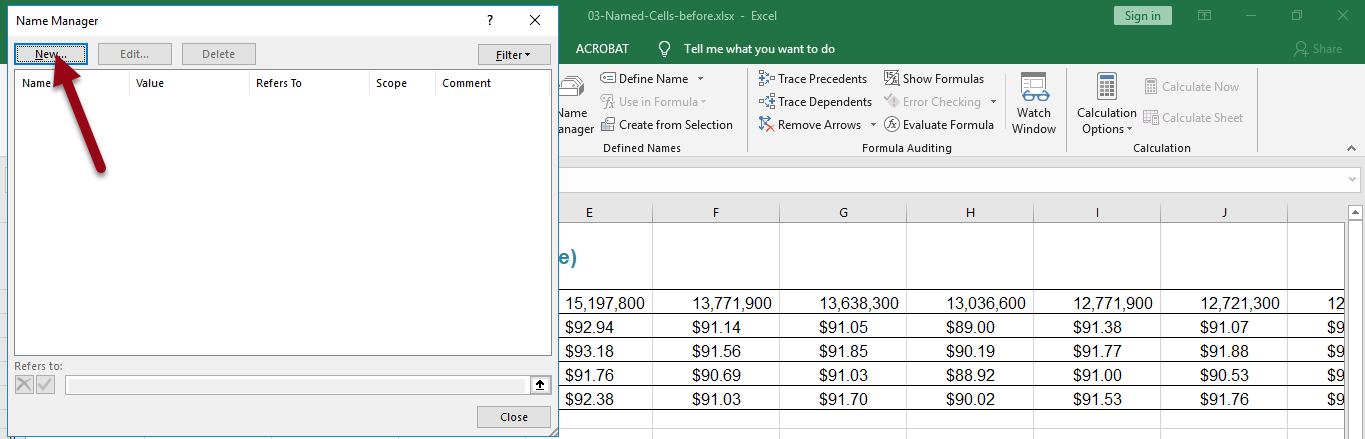 Name Manager ? ×
03-Named-Cells-before.xlsx - Excel
Sign in
New... Edit... Delete Filter
ACROBAT Tell me what you want to do Share
Name Value Refers To Scope Comment
Define Name Trace Precedents Show Formulas Calculate Now
Use in Formula Trace Dependents Error Checking
Name Manager
Create from Selection Remove Arrows Evaluate Formula
Watch Window
Calculation Options
Calculate Sheet
Defined Names Formula Auditing Calculation
E F G H I J
e)
15,197,800 13,771,900 13,638,300 13,036,600 12,771,900 12,721,300 12
$92.94 $91.14 $91.05 $89.00 $91.38 $91.07 $9
$93.18 $91.56 $91.85 $90.19 $91.77 $91.88 $9
Refers to:
$91.76 $90.69 $91.03 $88.92 $91.00 $90.53 $9
$92.38 $91.03 $91.70 $90.02 $91.53 $91.76 $9
Close